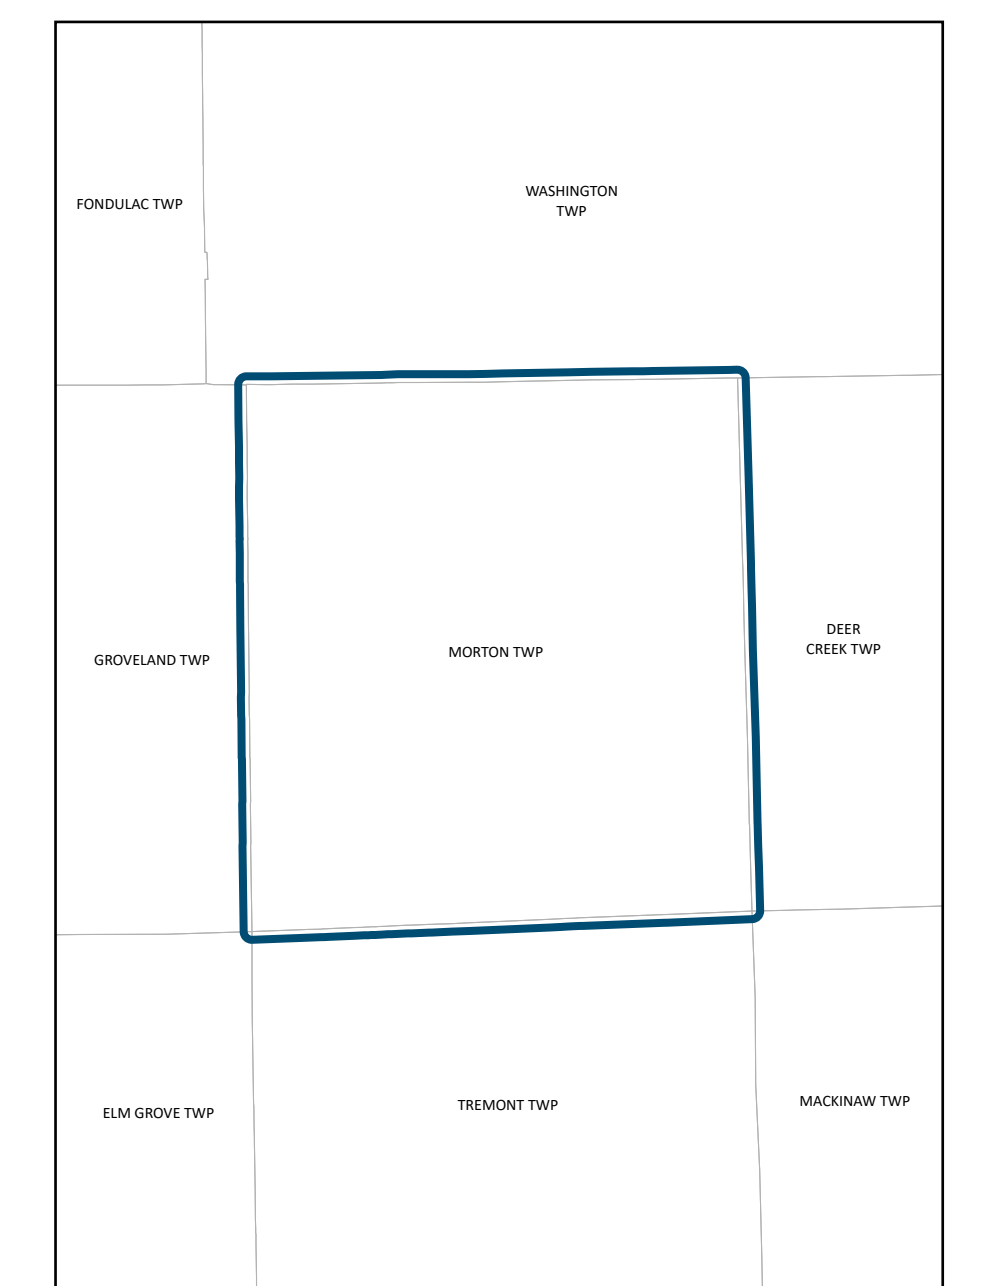 WASHINGTON
TWP
FONDULAC TWP
DEER
CREEK TWP
MORTON TWP
GROVELAND TWP
MACKINAW TWP
TREMONT TWP
ELM GROVE TWP